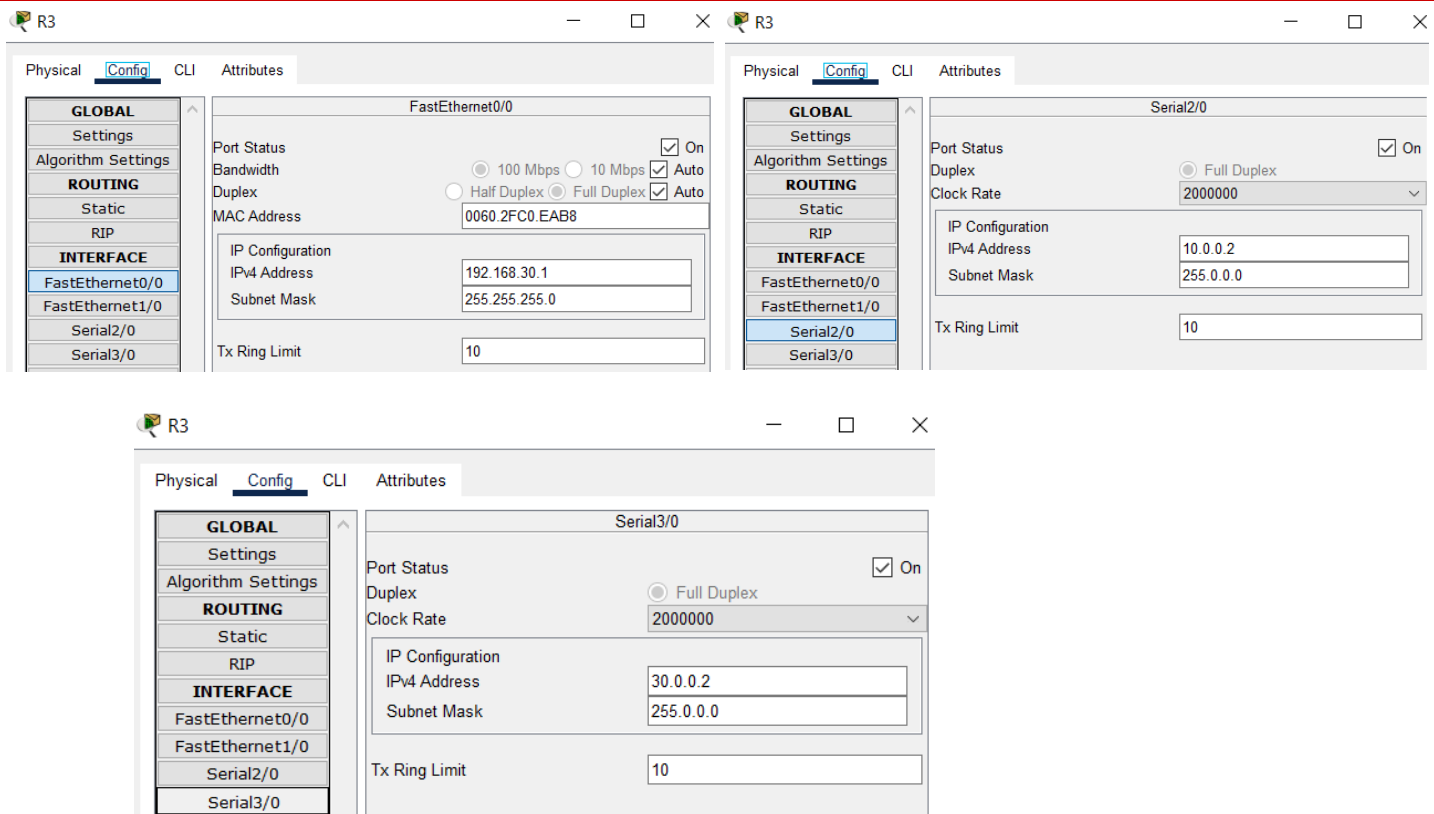 R3
Physical Config CLI Attributes
GLOBAL
Settings
Algorithm Settings
ROUTING
Static
RIP
INTERFACE
FastEthernet0/0
FastEthernet1/0
Serial2/0
Serial3/0
FastEthernet0/0
Port Status On
Bandwidth 100 Mbps 10 Mbps Auto
Duplex Half Duplex Full Duplex Auto
MAC Address 0060.2FC0.EAB8
IP Configuration
IPv4 Address 192.168.30.1
Subnet Mask 255.255.255.0
Tx Ring Limit 10
R3
Physical Config CLI Attributes
GLOBAL
Settings
Algorithm Settings
ROUTING
Static
RIP
INTERFACE
FastEthernet0/0
FastEthernet1/0
Serial2/0
Serial3/0
Serial2/0
Port Status On
Duplex Full Duplex
Clock Rate 2000000
IP Configuration
IPv4 Address 10.0.0.2
Subnet Mask 255.0.0.0
Tx Ring Limit 10
R3
Physical Config CLI Attributes
GLOBAL
Settings
Algorithm Settings
ROUTING
Static
RIP
INTERFACE
FastEthernet0/0
FastEthernet1/0
Serial2/0
Serial3/0
Serial3/0
Port Status On
Duplex Full Duplex
Clock Rate 2000000
IP Configuration
IPv4 Address 30.0.0.2
Subnet Mask 255.0.0.0
Tx Ring Limit 10